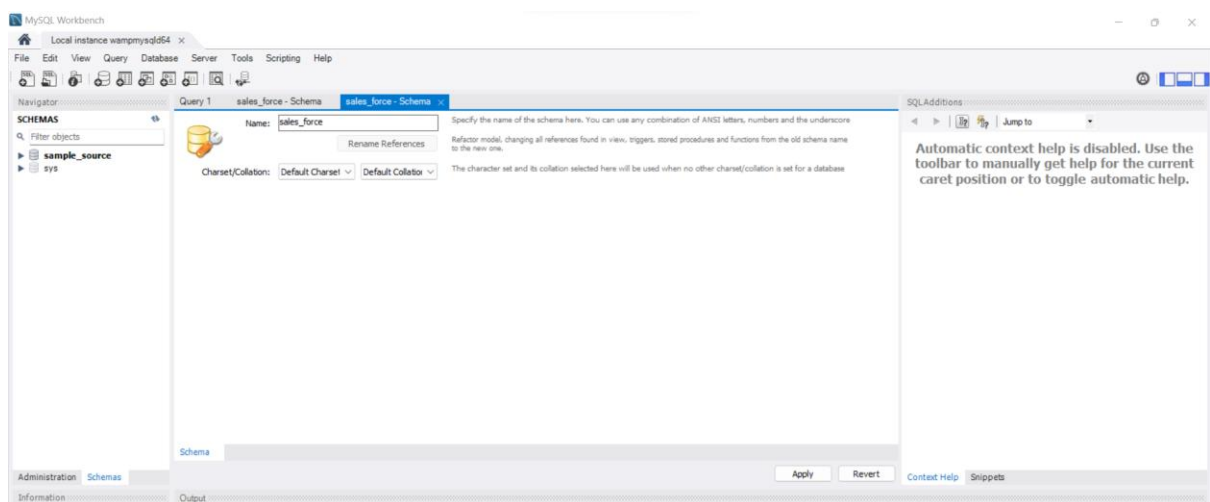 MySQL Workbench
Local instance wampmysqld64 ×
File Edit View Query Database Server Tools Scripting Help
Navigator
SCHEMAS
Filter objects
sample_source
sys
Administration Schemas
Information
Query 1 sales_force - Schema sales_force - Schema ×
Name: sales_force
Specify the name of the schema here. You can use any combination of ANSI letters, numbers and the underscore
Rename References
Refactor model, changing all references found in view, triggers, stored procedures and functions from the old schema name
to the new one.
Charset/Collation: Default Charset Default Collation
The character set and its collation selected here will be used when no other charset/collation is set for a database
Schema
Apply Revert
Output
SQLAdditions
Jump to
Automatic context help is disabled. Use the
toolbar to manually get help for the current
caret position or to toggle automatic help.
Context Help Snippets